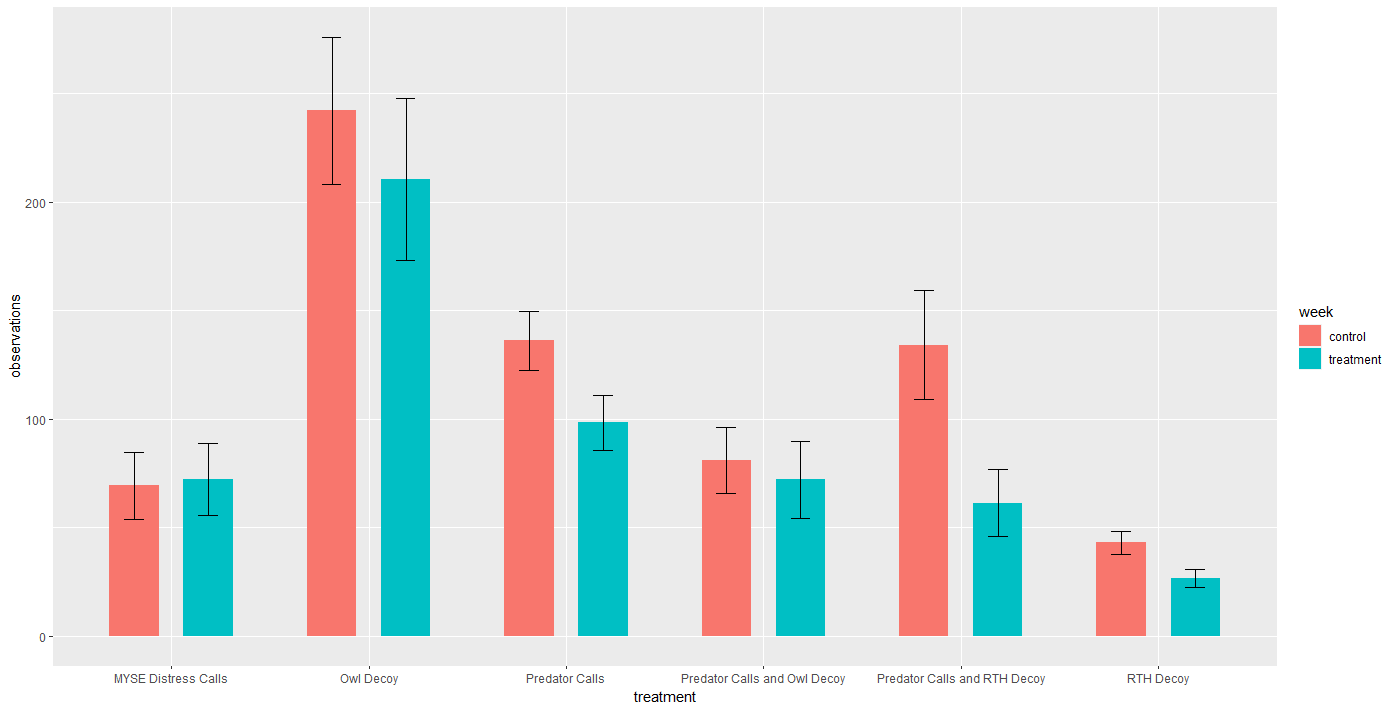 observations
200
100
0
MYSE Distress Calls
Owl Decoy
Predator Calls
Predator Calls and Owl Decoy
Predator Calls and RTH Decoy
RTH Decoy
treatment
week
control
treatment